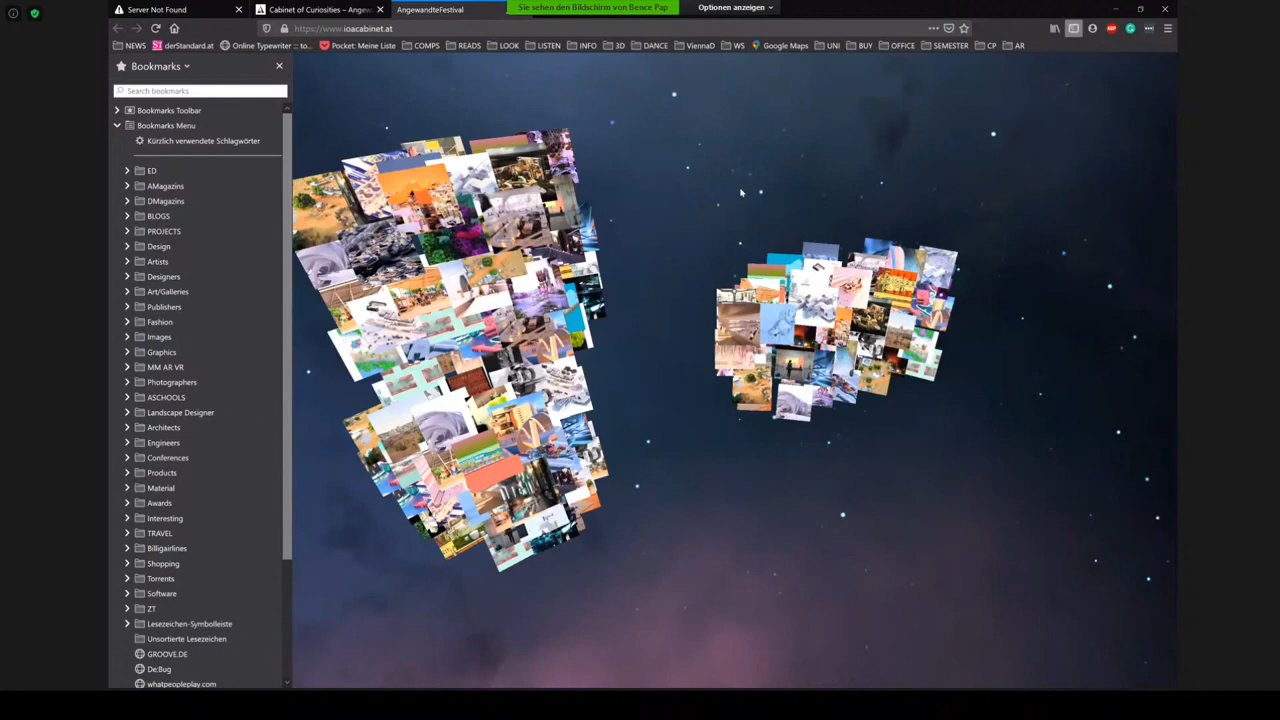 Sie sehen den Bildschirm von Bence Pap
Optionen anzeigen
Server Not Found
Cabinet of Curiosities – Angew
AngewandteFestival
https://www.ioacabinet.at
NEWS
derStandard.at
Online Typewriter :: to...
Pocket: Meine Liste
COMPS
READS
LOOK
LISTEN
INFO
3D
DANCE
ViennaD
WS
Google Maps
UNI
BUY
OFFICE
SEMESTER
CP
AR
Bookmarks
Search bookmarks
Bookmarks Toolbar
Bookmarks Menu
Kürzlich verwendete Schlagwörter
ED
AMagazins
DMagazins
BLOGS
PROJECTS
Design
Artists
Designers
Art/Galleries
Publishers
Fashion
Images
Graphics
MM AR VR
Photographers
ASCHOOLS
Landscape Designer
Architects
Engineers
Conferences
Products
Material
Awards
Interesting
TRAVEL
Billigairlines
Shopping
Torrents
Software
ZT
Lesezeichen-Symbolleiste
Unsortierte Lesezeichen
GROOVE.DE
De:Bug
whatpeopleplay.com